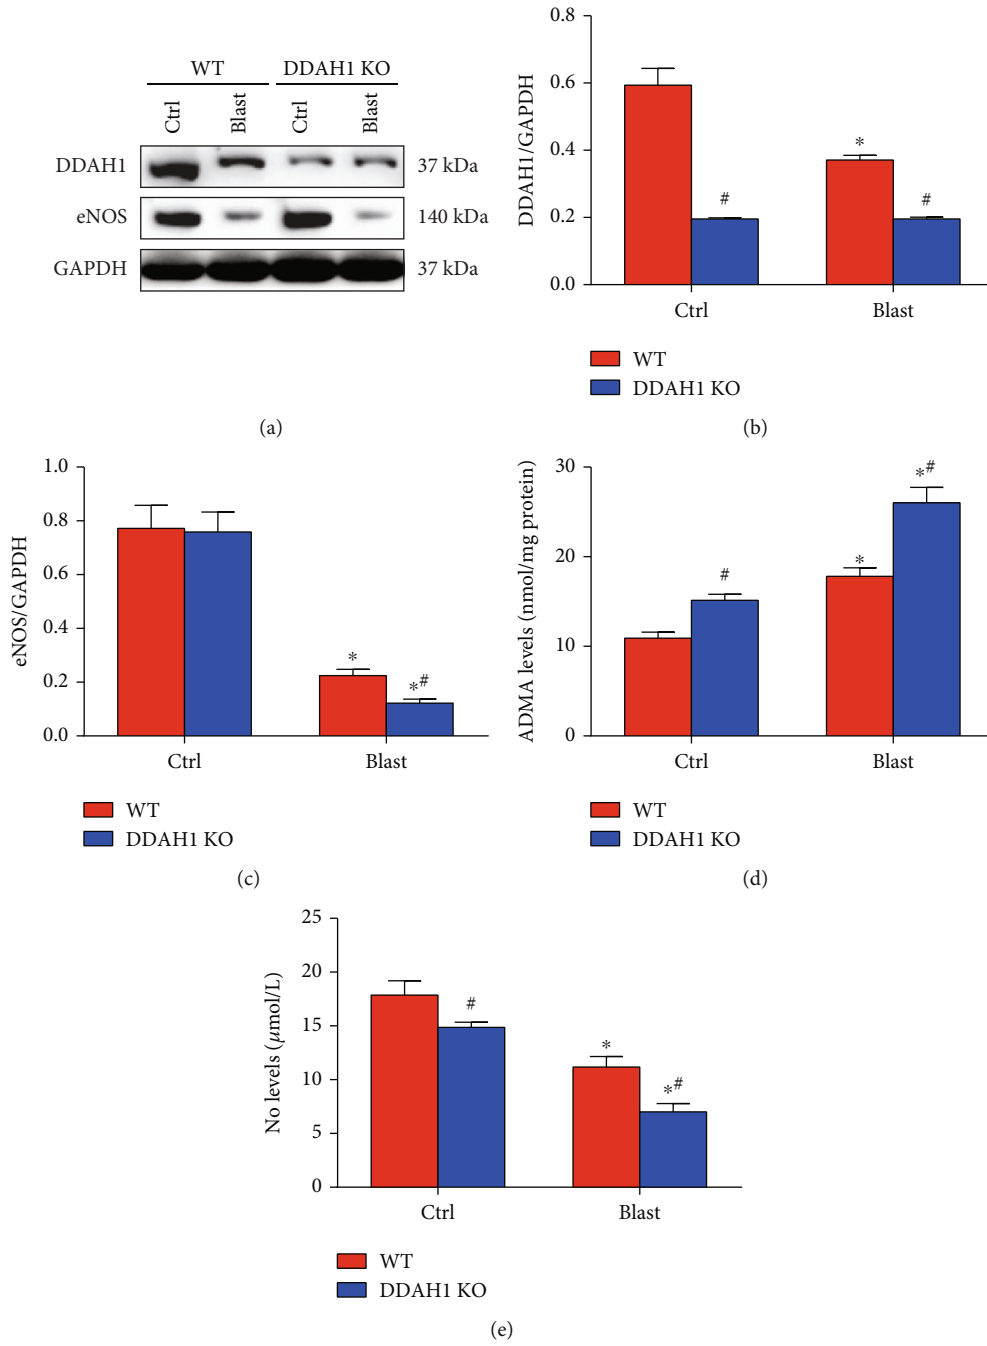 WT DDAH1 KO
Ctrl Blast Ctrl Blast
DDAH1 37 kDa
eNOS 140 kDa
GAPDH 37 kDa
(a)
DDAH1/GAPDH
0.8
0.6
0.4
0.2
0.0
# * #
Ctrl Blast
WT
DDAH1 KO
(b)
eNOS/GAPDH
1.0
0.8
0.6
0.4
0.2
0.0
* *#
Ctrl Blast
WT
DDAH1 KO
(c)
ADMA levels (nmol/mg protein)
30
20
10
0
# * *#
Ctrl Blast
WT
DDAH1 KO
(d)
No levels (μmol/L)
25
20
15
10
5
0
# * *#
Ctrl Blast
WT
DDAH1 KO
(e)